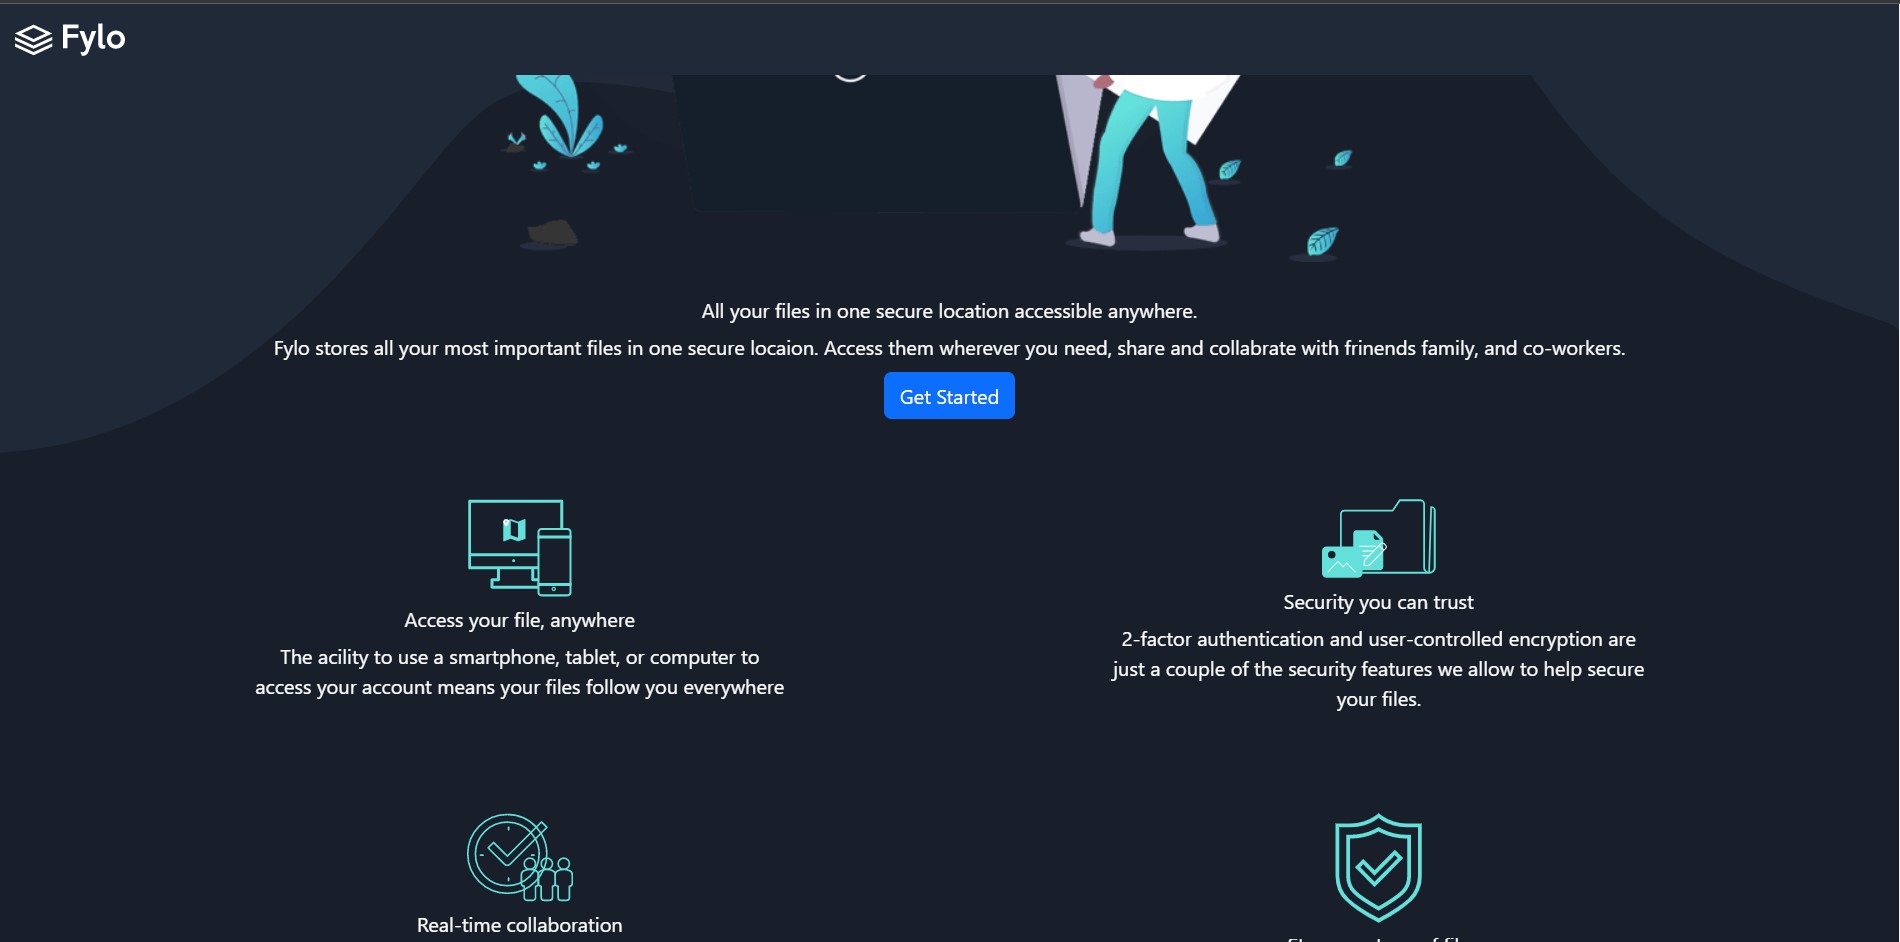 Fylo
All your files in one secure location accessible anywhere.
Fylo stores all your most important files in one secure locaion. Access them wherever you need, share and collabrate with frinends family, and co-workers.
Get Started
Access your file, anywhere
The acility to use a smartphone, tablet, or computer to
access your account means your files follow you everywhere
Security you can trust
2-factor authentication and user-controlled encryption are
just a couple of the security features we allow to help secure
your files.
Real-time collaboration